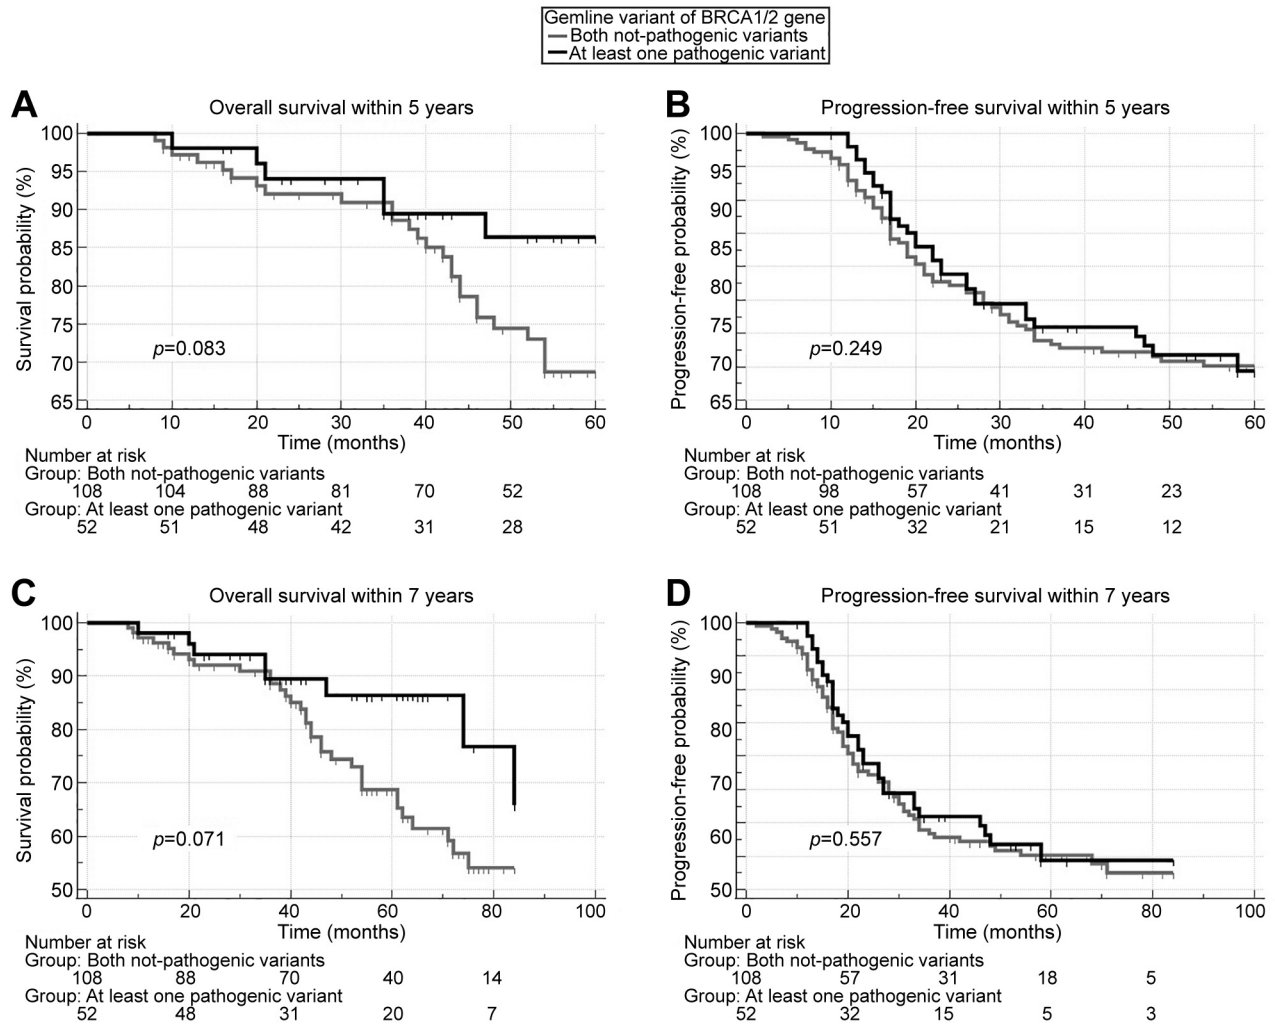 Gemline variant of BRCA1/2 gene
Both not-pathogenic variants
At least one pathogenic variant
A
Overall survival within 5 years
Survival probability (%)
100
95
90
85
80
75
70
65
p=0.083
0 10 20 30 40 50 60
Time (months)
Number at risk
Group: Both not-pathogenic variants
108 104 88 81 70 52
Group: At least one pathogenic variant
52 51 48 42 31 28
B
Progression-free survival within 5 years
Progression-free probability (%)
100
95
90
85
80
75
70
65
p=0.249
0 10 20 30 40 50 60
Time (months)
Number at risk
Group: Both not-pathogenic variants
108 98 57 41 31 23
Group: At least one pathogenic variant
52 51 32 21 15 12
C
Overall survival within 7 years
Survival probability (%)
100
90
80
70
60
50
p=0.071
0 20 40 60 80 100
Time (months)
Number at risk
Group: Both not-pathogenic variants
108 88 70 40 14
Group: At least one pathogenic variant
52 48 31 20 7
D
Progression-free survival within 7 years
Progression-free probability (%)
100
90
80
70
60
50
p=0.557
0 20 40 60 80 100
Time (months)
Number at risk
Group: Both not-pathogenic variants
108 57 31 18 5
Group: At least one pathogenic variant
52 32 15 5 3